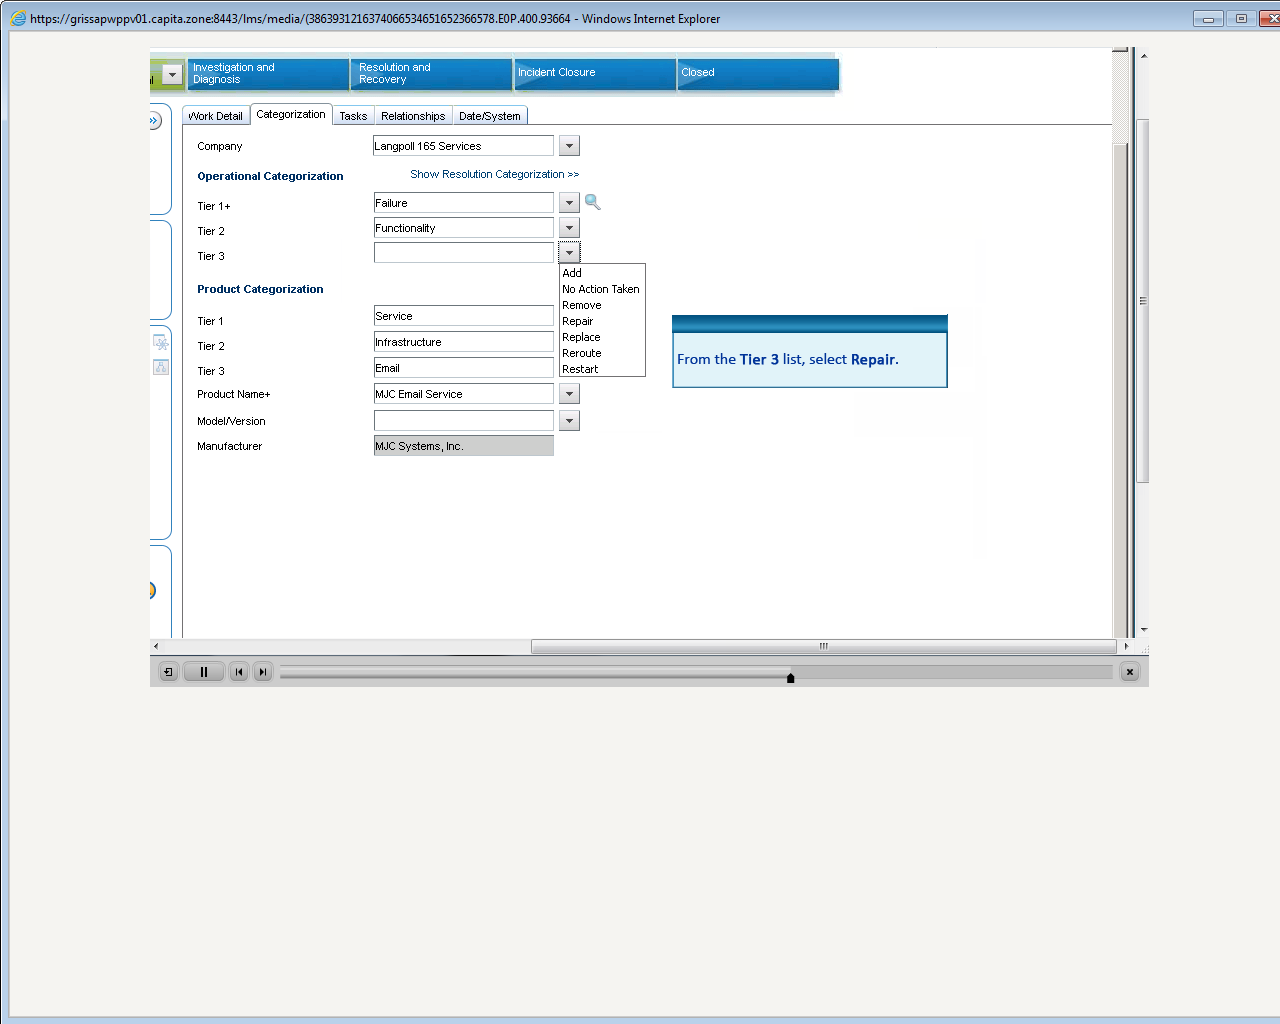 https://grissapwppv01.capita.zone:8443/lms/media/(3863931216374066534651652366578.E0P.400.93664 - Windows Internet Explorer
Investigation and
Diagnosis
Resolution and
Recovery
Incident Closure
Closed
Work Detail
Categorization
Tasks
Relationships
Date/System
Company
Langpoll 165 Services
Operational Categorization
Show Resolution Categorization >>
Tier 1+
Failure
Tier 2
Functionality
Tier 3
Add
No Action Taken
Remove
Repair
Replace
Reroute
Restart
Product Categorization
Tier 1
Service
Tier 2
Infrastructure
Tier 3
Email
Product Name+
MJC Email Service
Model/Version
Manufacturer
MJC Systems, Inc.
From the Tier 3 list, select Repair.